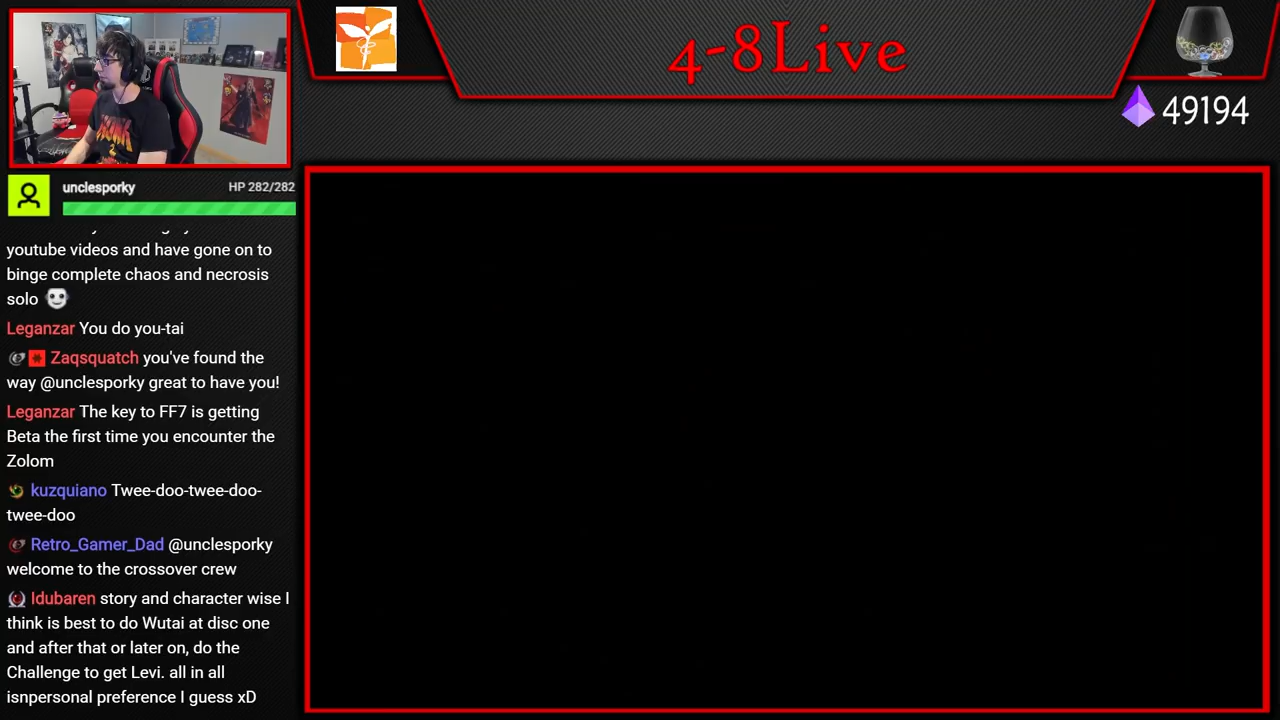 4-8Live
49194
unclesporky HP 282/282
youtube videos and have gone on to
binge complete chaos and necrosis
solo
Leganzar You do you-tai
Zaqsquatch you've found the
way @unclesporky great to have you!
Leganzar The key to FF7 is getting
Beta the first time you encounter the
Zolom
kuzquiano Twee-doo-twee-doo-
twee-doo
Retro_Gamer_Dad @unclesporky
welcome to the crossover crew
Idubaren story and character wise I
think is best to do Wutai at disc one
and after that or later on, do the
Challenge to get Levi. all in all
isnpersonal preference I guess xD